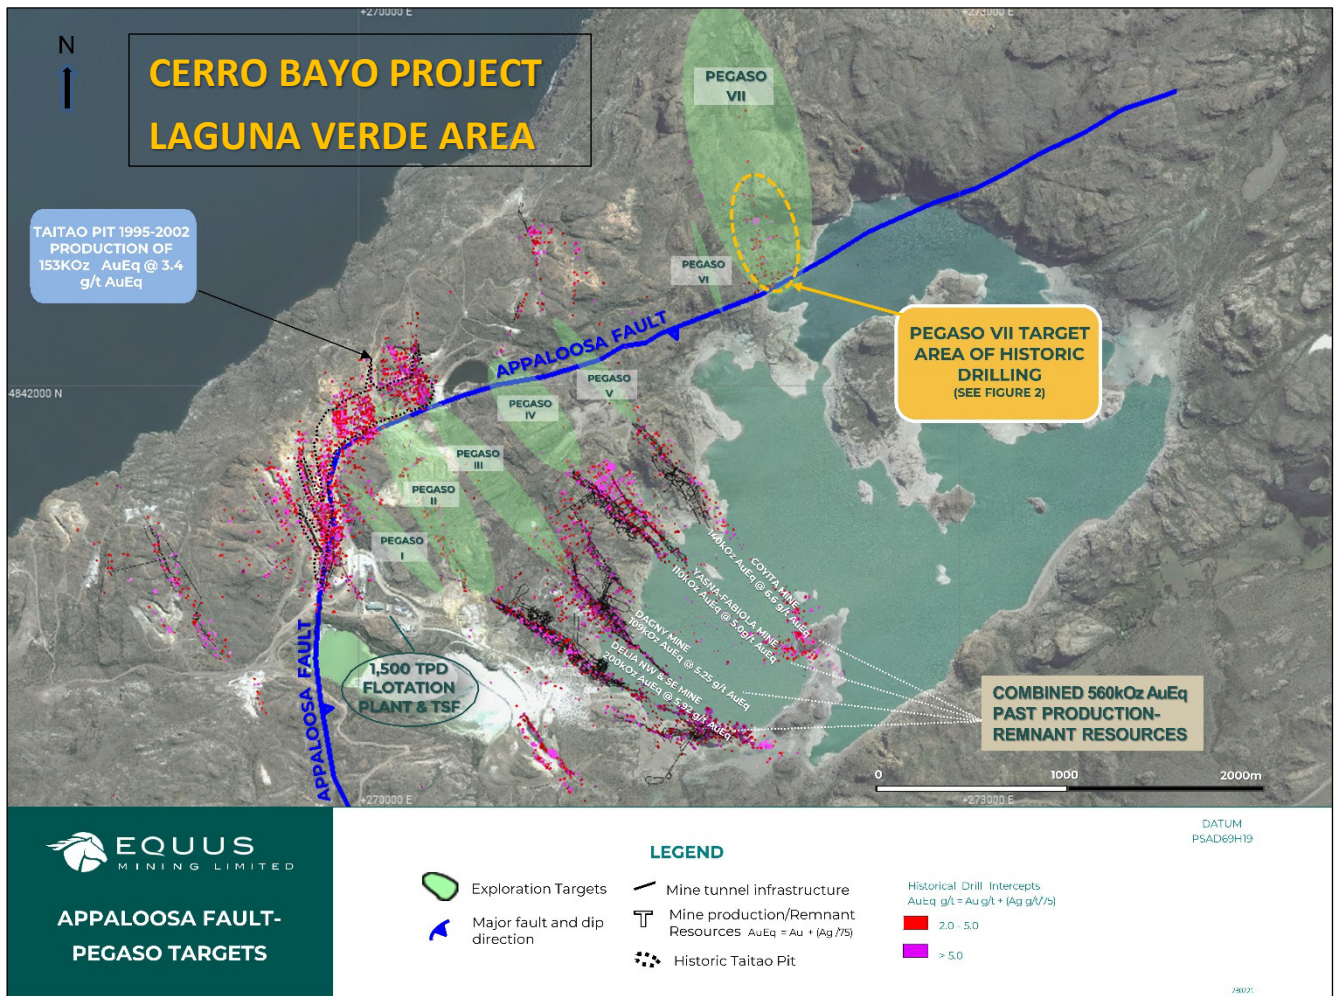 +270000 E
+273000 E
N
CERRO BAYO PROJECT
LAGUNA VERDE AREA
PEGASO
VII
TAITAO PIT 1995-2002
PRODUCTION OF
153KOz AuEq @ 3.4
g/t AuEq
PEGASO
VI
APPALOOSA FAULT
PEGASO VII TARGET
AREA OF HISTORIC
DRILLING
(SEE FIGURE 2)
4842000 N
PEGASO
V
PEGASO
IV
PEGASO
III
PEGASO
II
PEGASO
I
COYITA MINE
140kOz AuEq @ 6.6 g/t AuEq
YASNA-FABIOLA MINE
110kOz AuEq @ 5.0g/t AuEq
DAGNY MINE
109kOz AuEq @ 5.25 g/t AuEq
DELIA NW & SE MINE
200kOz AuEq @ 5.92 g/t AuEq
APPALOOSA FAULT
1,500 TPD
FLOTATION
PLANT & TSF
COMBINED 560kOz AuEq
PAST PRODUCTION-
REMNANT RESOURCES
0 1000 2000m
+270000 E
+273000 E
EQUUS
MINING LIMITED
APPALOOSA FAULT-
PEGASO TARGETS
LEGEND
Exploration Targets
Major fault and dip
direction
Mine tunnel infrastructure
Mine production/Remnant
Resources AuEq = Au + (Ag /75)
Historic Taitao Pit
Historical Drill Intercepts
AuEq g/t = Au g/t + (Ag g/t/75)
2.0 - 5.0
> 5.0
DATUM
PSAD69H19
230221